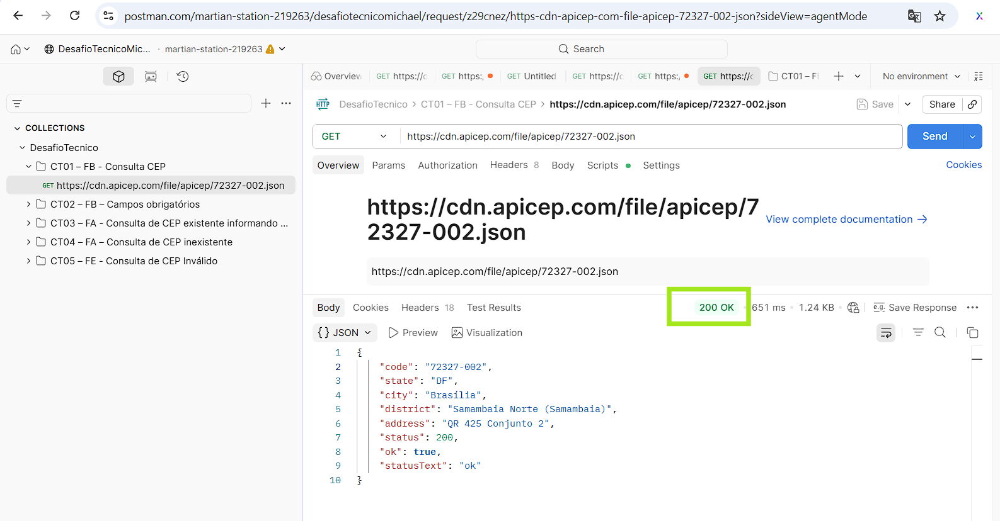 postman.com/martian-station-219263/desafiotecnicomichael/request/z29cnez/https-cdn-apicep-com-file-apicep-72327-002-json?sideView=agentMode
DesafioTecnicoMic... · martian-station-219263
Search
Overview
GET https://c
GET https:,
GET Untitled
GET https://c
GET https:,
GET https://c
CT01 – F
No environment
COLLECTIONS
DesafioTecnico
CT01 – FB - Consulta CEP
GET https://cdn.apicep.com/file/apicep/72327-002.json
CT02 – FB – Campos obrigatórios
CT03 – FA - Consulta de CEP existente informando ...
CT04 – FA – Consulta de CEP inexistente
CT05 – FE - Consulta de CEP Inválido
HTTP DesafioTecnico > CT01 – FB - Consulta CEP > https://cdn.apicep.com/file/apicep/72327-002.json
Save
Share
GET https://cdn.apicep.com/file/apicep/72327-002.json
Send
Overview Params Authorization Headers 8 Body Scripts Settings
Cookies
https://cdn.apicep.com/file/apicep/7
2327-002.json
View complete documentation →
https://cdn.apicep.com/file/apicep/72327-002.json
Body Cookies Headers 18 Test Results
200 OK • 651 ms • 1.24 KB
e.g. Save Response
{} JSON Preview Visualization
1 {
2 "code": "72327-002",
3 "state": "DF",
4 "city": "Brasília",
5 "district": "Samambaia Norte (Samambaia)",
6 "address": "QR 425 Conjunto 2",
7 "status": 200,
8 "ok": true,
9 "statusText": "ok"
10 }